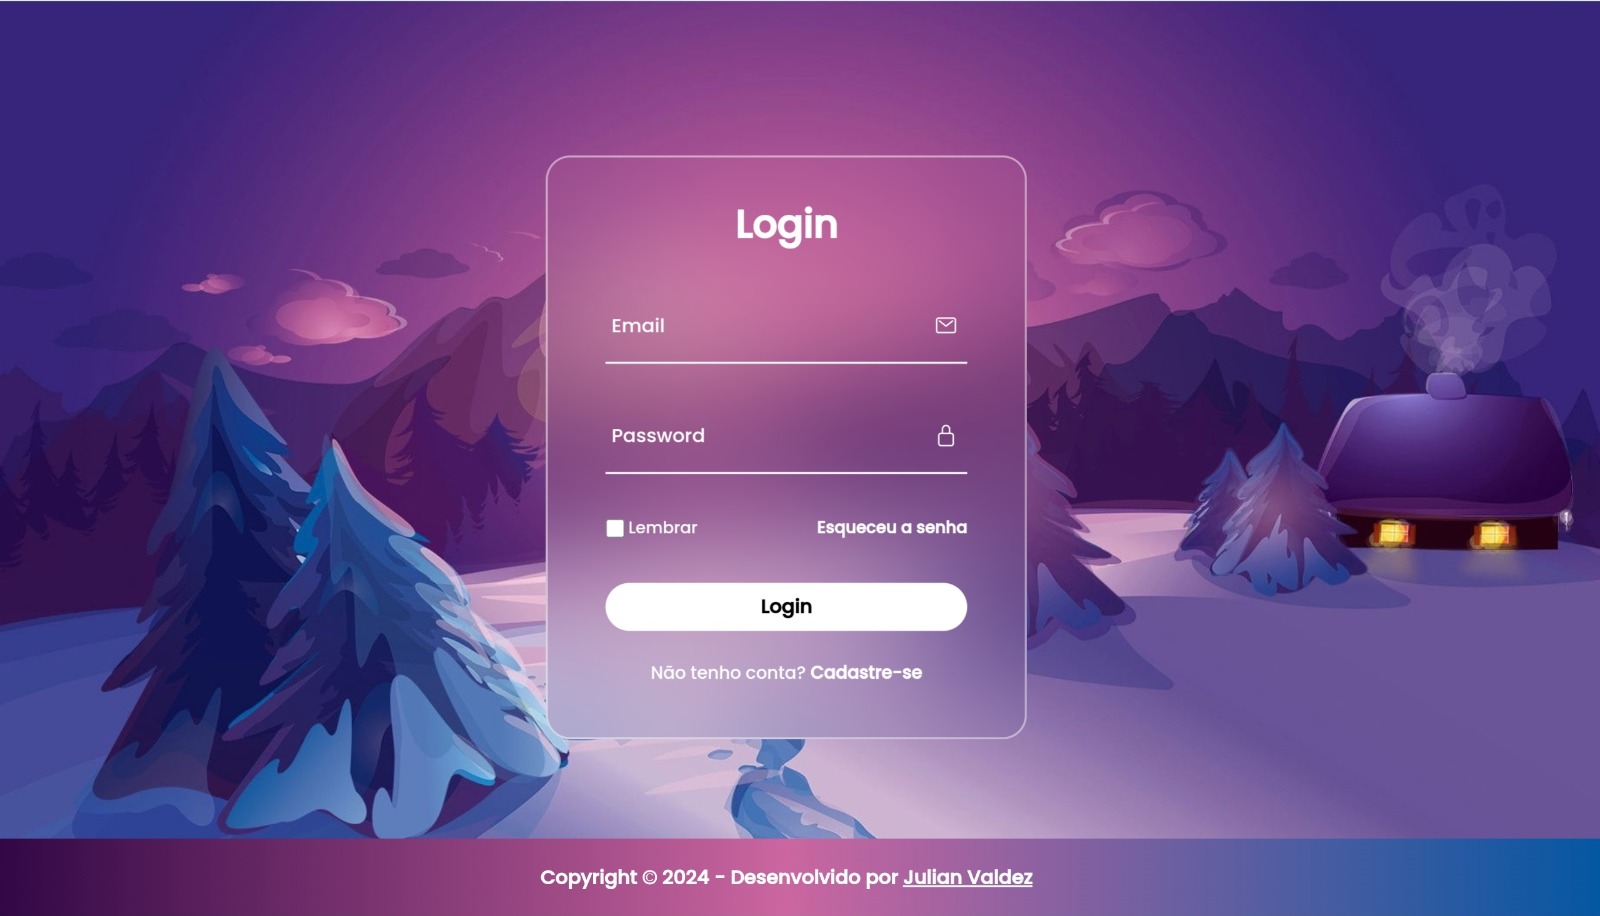 Login
Email
Password
Lembrar Esqueceu a senha
Login
Não tenho conta? Cadastre-se
Copyright © 2024 - Desenvolvido por Julian Valdez